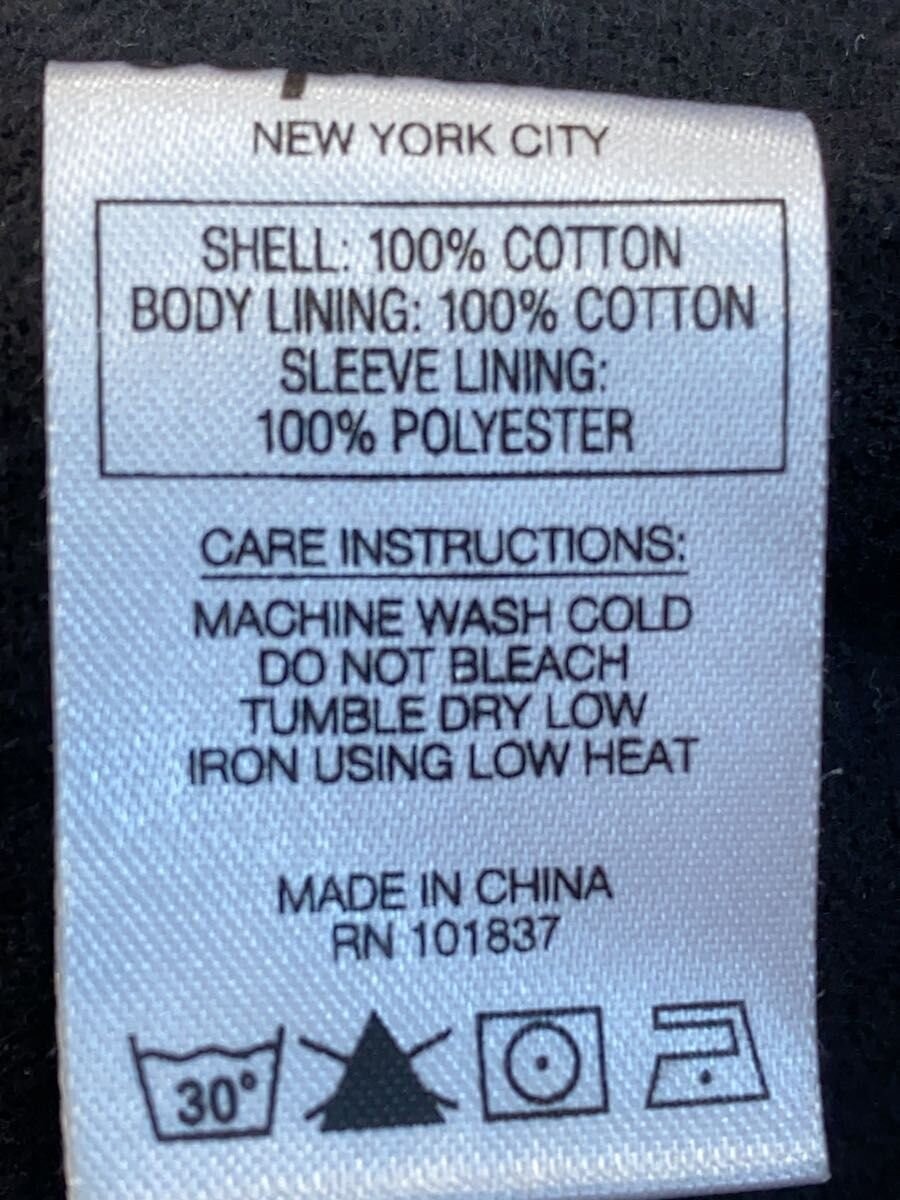 NEW YORK CITY
SHELL: 100% COTTON
BODY LINING: 100% COTTON
SLEEVE LINING:
100% POLYESTER
CARE INSTRUCTIONS:
MACHINE WASH COLD
DO NOT BLEACH
TUMBLE DRY LOW
IRON USING LOW HEAT
MADE IN CHINA
RN 101837
30°